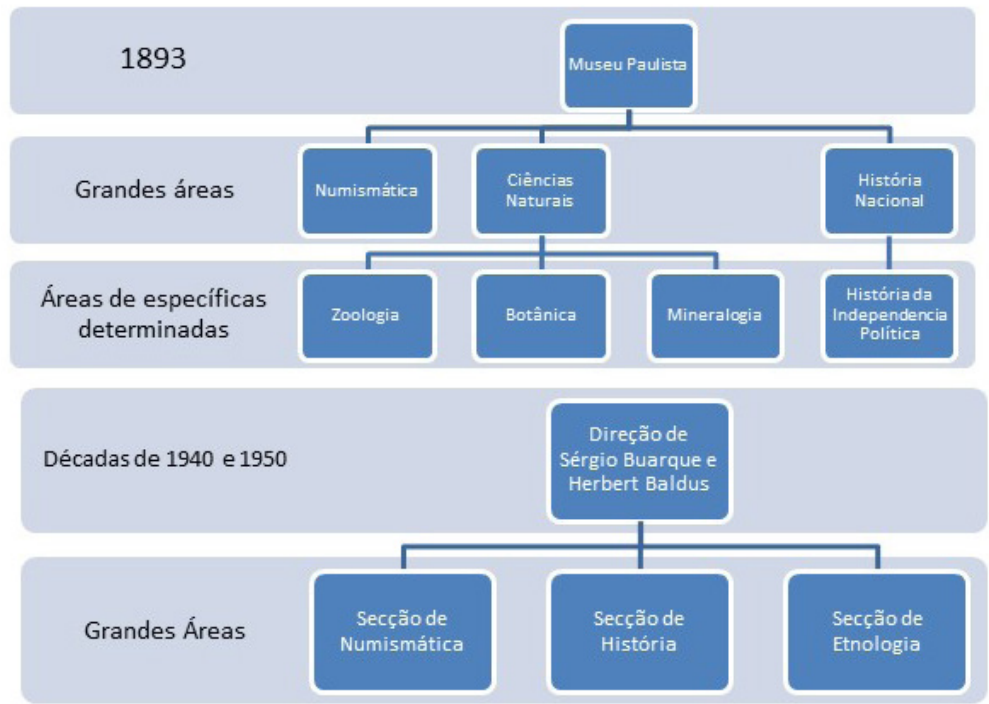 1893
Museu Paulista
Grandes áreas
Numismática
Ciências
Naturais
História
Nacional
Áreas de específicas
determinadas
Zoologia
Botânica
Mineralogia
História da
Independencia
Política
Décadas de 1940 e 1950
Direção de
Sérgio Buarque e
Herbert Baldus
Grandes Áreas
Secção de
Numismática
Secção de
História
Secção de
Etnologia